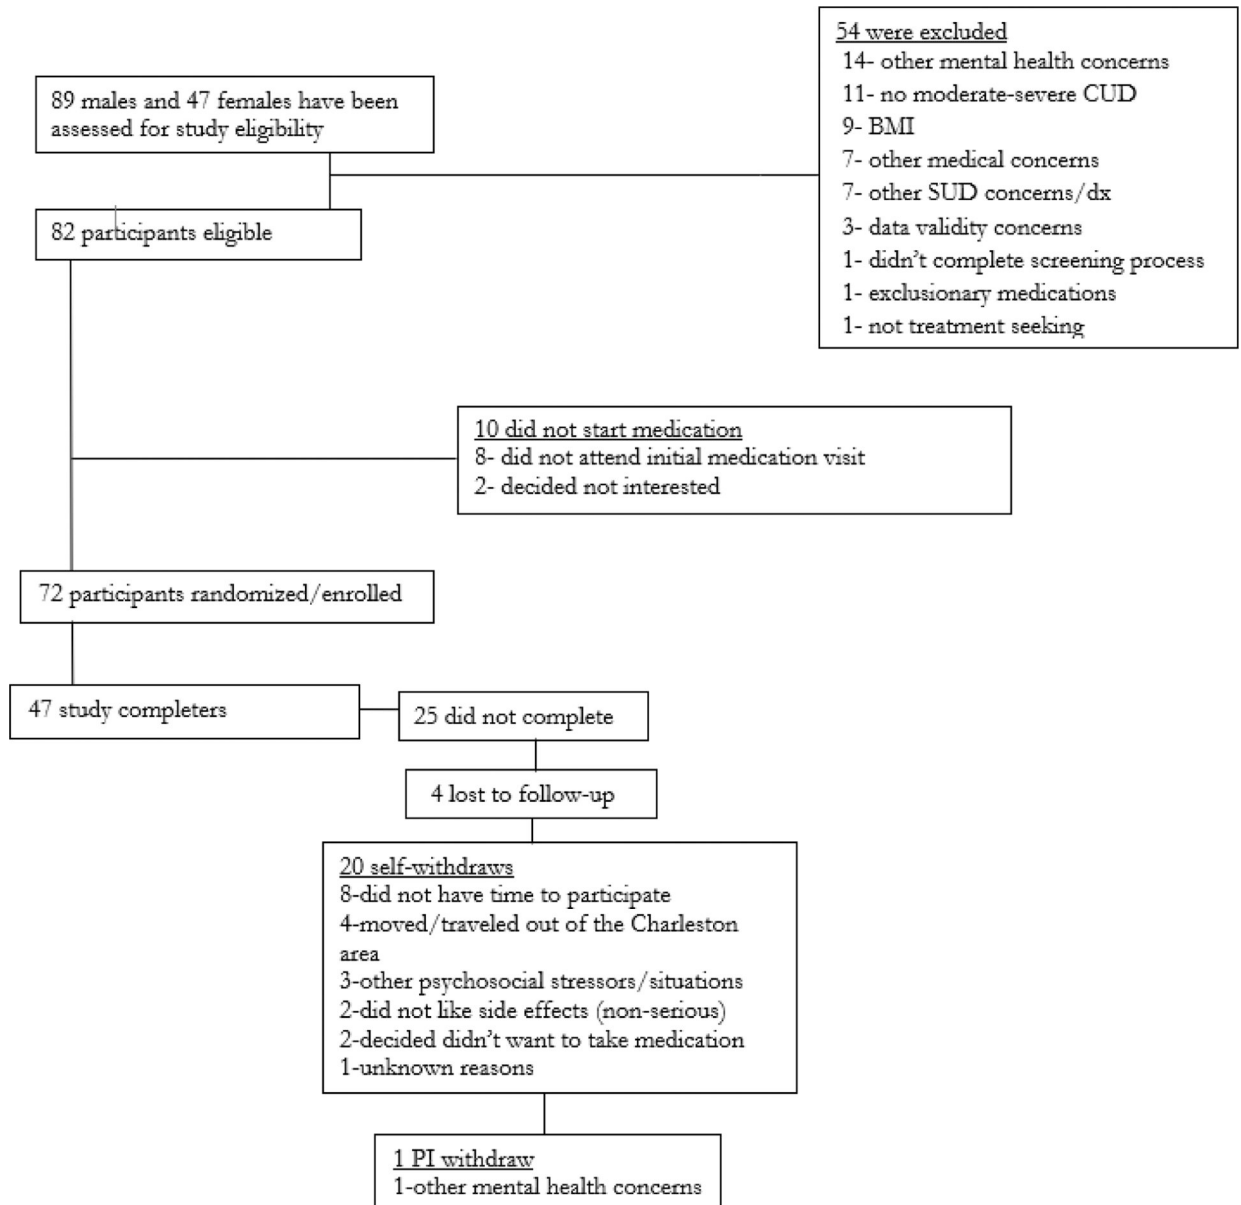 89 males and 47 females have been
assessed for study eligibility
54 were excluded
14- other mental health concerns
11- no moderate-severe CUD
9- BMI
7- other medical concerns
7- other SUD concerns/dx
3- data validity concerns
1- didn't complete screening process
1- exclusionary medications
1- not treatment seeking
82 participants eligible
10 did not start medication
8- did not attend initial medication visit
2- decided not interested
72 participants randomized/enrolled
47 study completers
25 did not complete
4 lost to follow-up
20 self-withdraws
8-did not have time to participate
4-moved/traveled out of the Charleston
area
3-other psychosocial stressors/situations
2-did not like side effects (non-serious)
2-decided didn't want to take medication
1-unknown reasons
1 PI withdraw
1-other mental health concerns